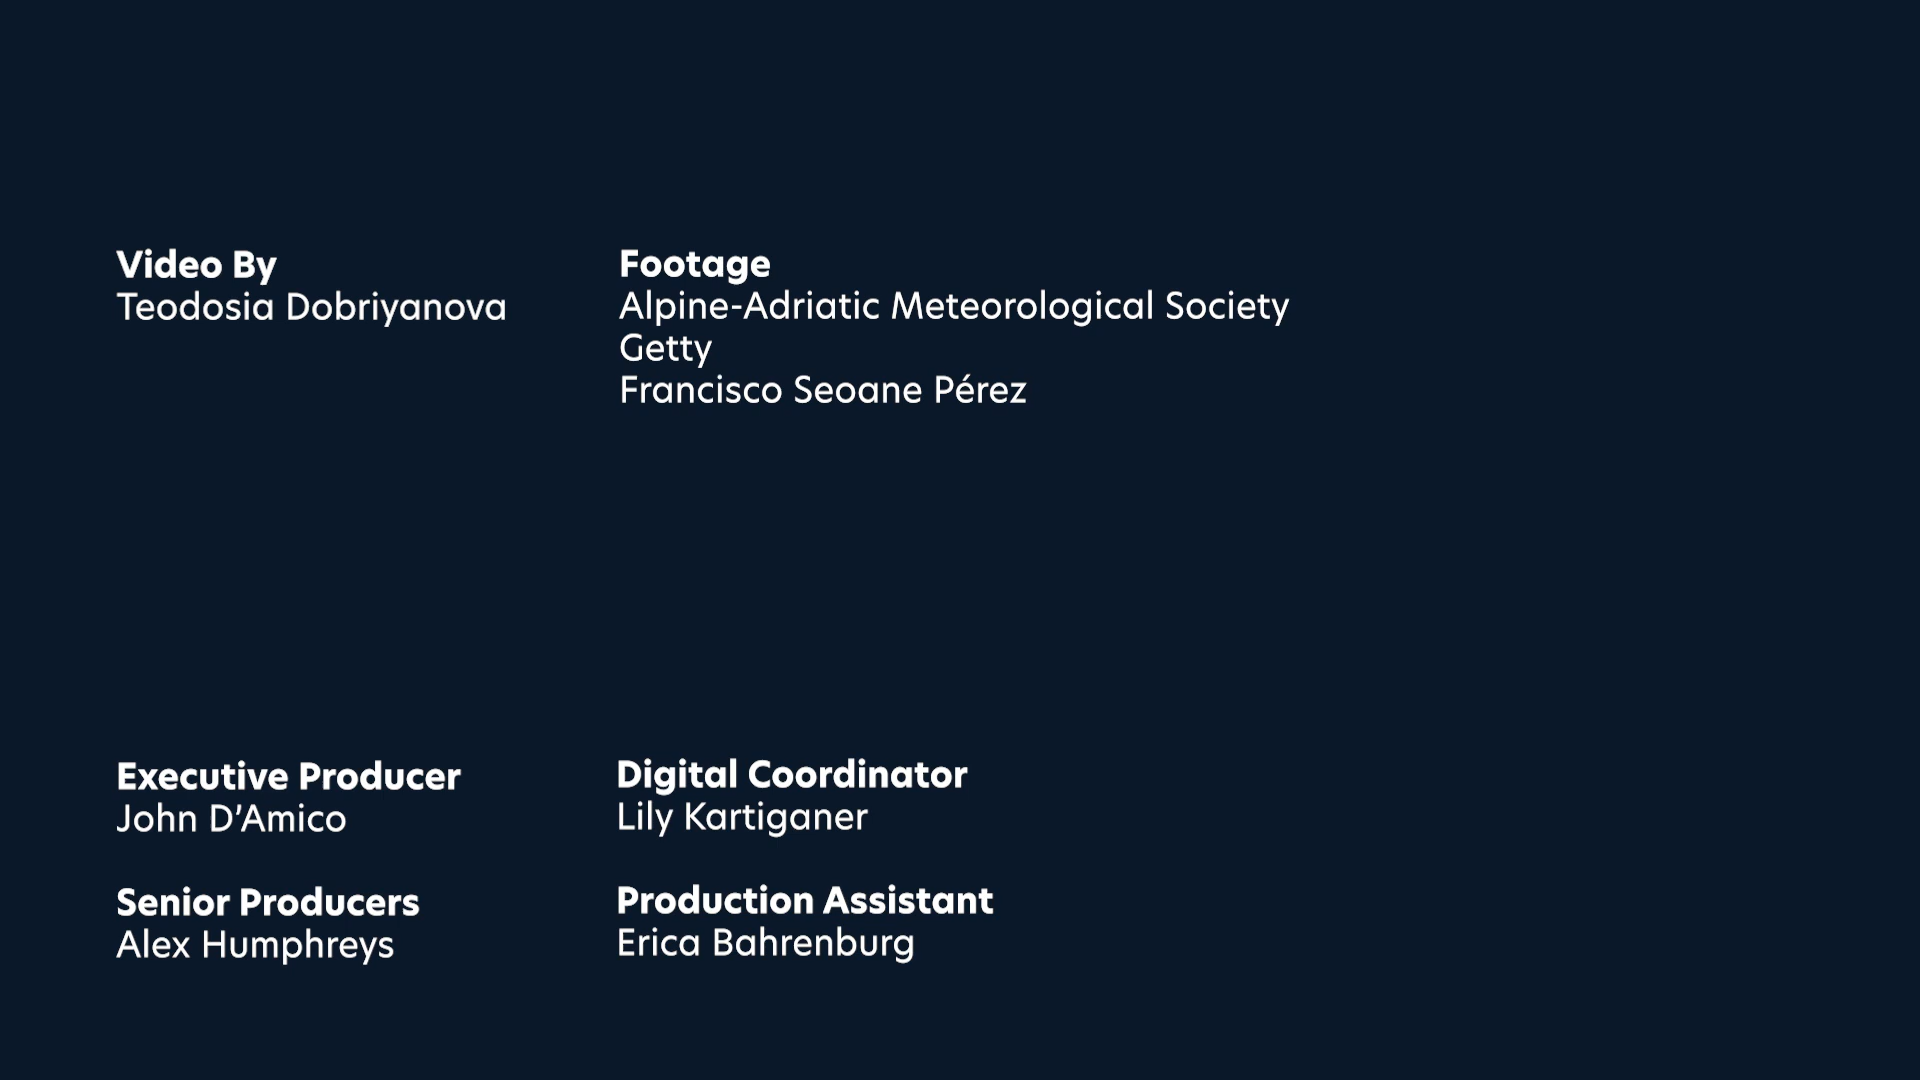 Video By
Teodosia Dobriyanova
Footage
Alpine-Adriatic Meteorological Society
Getty
Francisco Seoane Pérez
Executive Producer
John D’Amico
Senior Producers
Alex Humphreys
Digital Coordinator
Lily Kartiganer
Production Assistant
Erica Bahrenburg